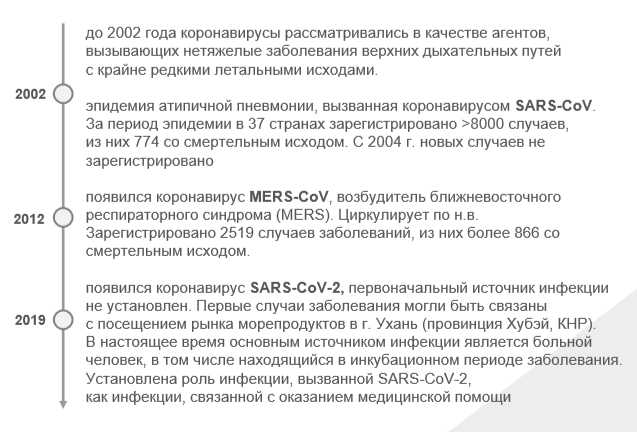 до 2002 года коронавирусы рассматривались в качестве агентов,
вызывающих нетяжелые заболевания верхних дыхательных путей
с крайне редкими летальными исходами.
2002
эпидемия атипичной пневмонии, вызванная коронавирусом SARS-CoV.
За период эпидемии в 37 странах зарегистрировано >8000 случаев,
из них 774 со смертельным исходом. С 2004 г. новых случаев не
зарегистрировано
2012
появился коронавирус MERS-CoV, возбудитель ближневосточного
респираторного синдрома (MERS). Циркулирует по н.в.
Зарегистрировано 2519 случаев заболеваний, из них более 866 со
смертельным исходом.
2019
появился коронавирус SARS-CoV-2, первоначальный источник инфекции
не установлен. Первые случаи заболевания могли быть связаны
с посещением рынка морепродуктов в г. Ухань (провинция Хубэй, КНР).
В настоящее время основным источником инфекции является больной
человек, в том числе находящийся в инкубационном периоде заболевания.
Установлена роль инфекции, вызванной SARS-CoV-2,
как инфекции, связанной с оказанием медицинской помощи